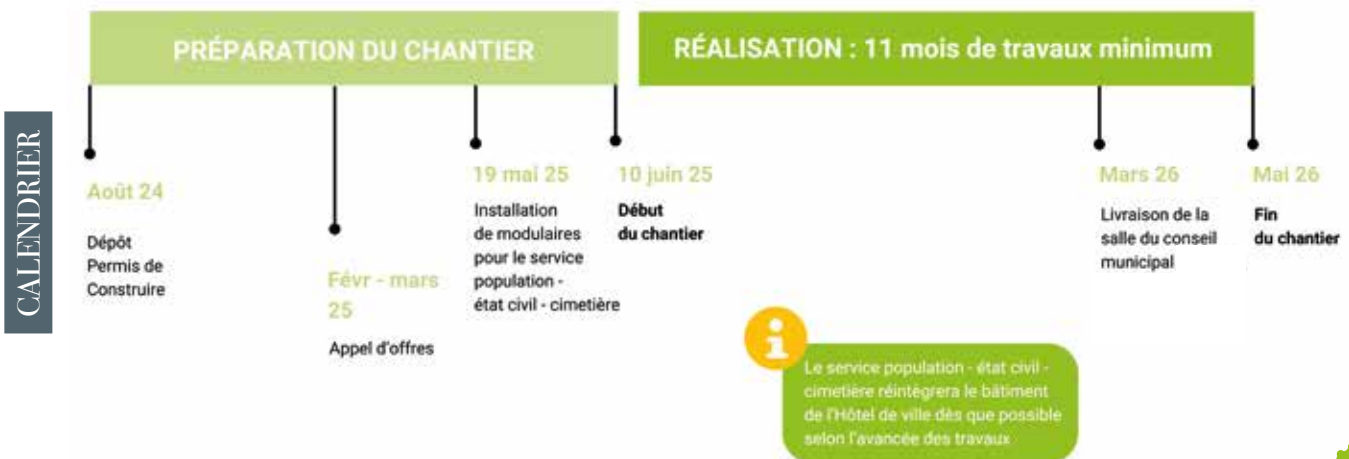 CALENDRIER
PRÉPARATION DU CHANTIER
RÉALISATION : 11 mois de travaux minimum
Août 24
Dépôt
Permis de
Construire
Févr - mars
25
Appel d'offres
19 mai 25
Installation
de modulaires
pour le service
population -
état civil - cimetière
10 juin 25
Début
du chantier
Mars 26
Livraison de la
salle du conseil
municipal
Mai 26
Fin
du chantier
i
Le service population - état civil -
cimetière réintégrera le bâtiment
de l'Hôtel de ville dès que possible
selon l'avancée des travaux